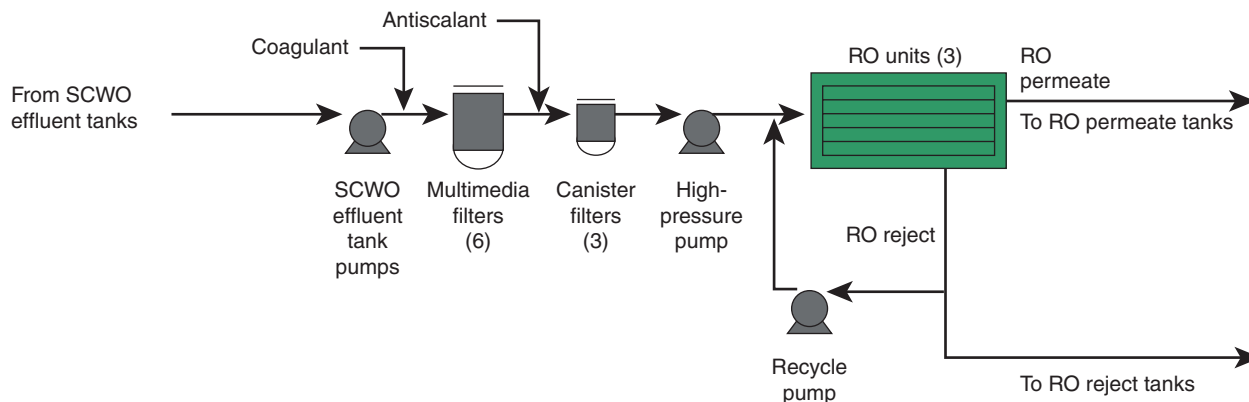 Antiscalant
Coagulant
RO units (3)
RO
permeate
From SCWO
effluent tanks
To RO permeate tanks
SCWO
effluent
tank
pumps
Multimedia
filters
(6)
Canister
filters
(3)
High-
pressure
pump
RO reject
Recycle
pump
To RO reject tanks